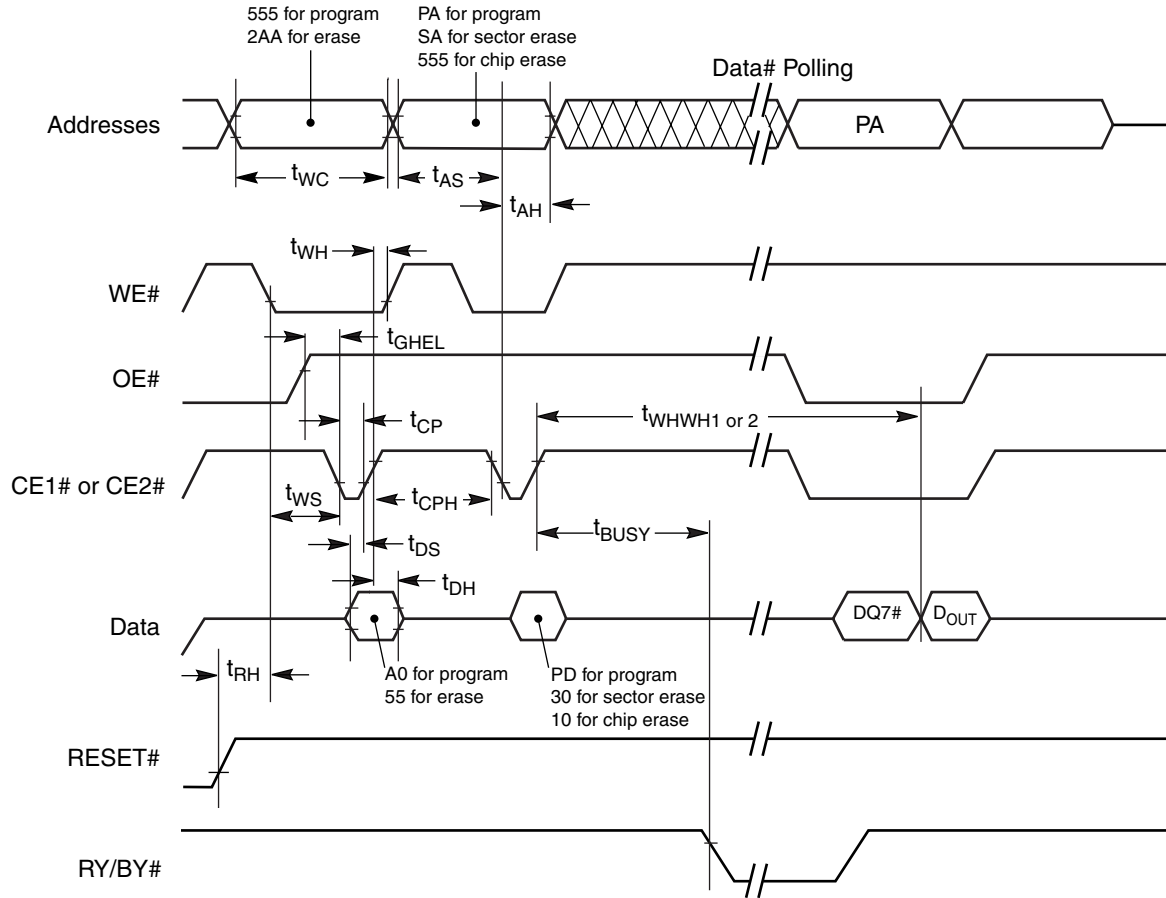 555 for program
2AA for erase
PA for program
SA for sector erase
555 for chip erase
Data# Polling
Addresses
PA
tWC
tAS
tAH
tWH
WE#
tGHEL
OE#
tWHWH1 or 2
tCP
CE1# or CE2#
tWS
tCPH
tBUSY
tDS
tDH
Data
DQ7#
DOUT
tRH
A0 for program
55 for erase
PD for program
30 for sector erase
10 for chip erase
RESET#
RY/BY#